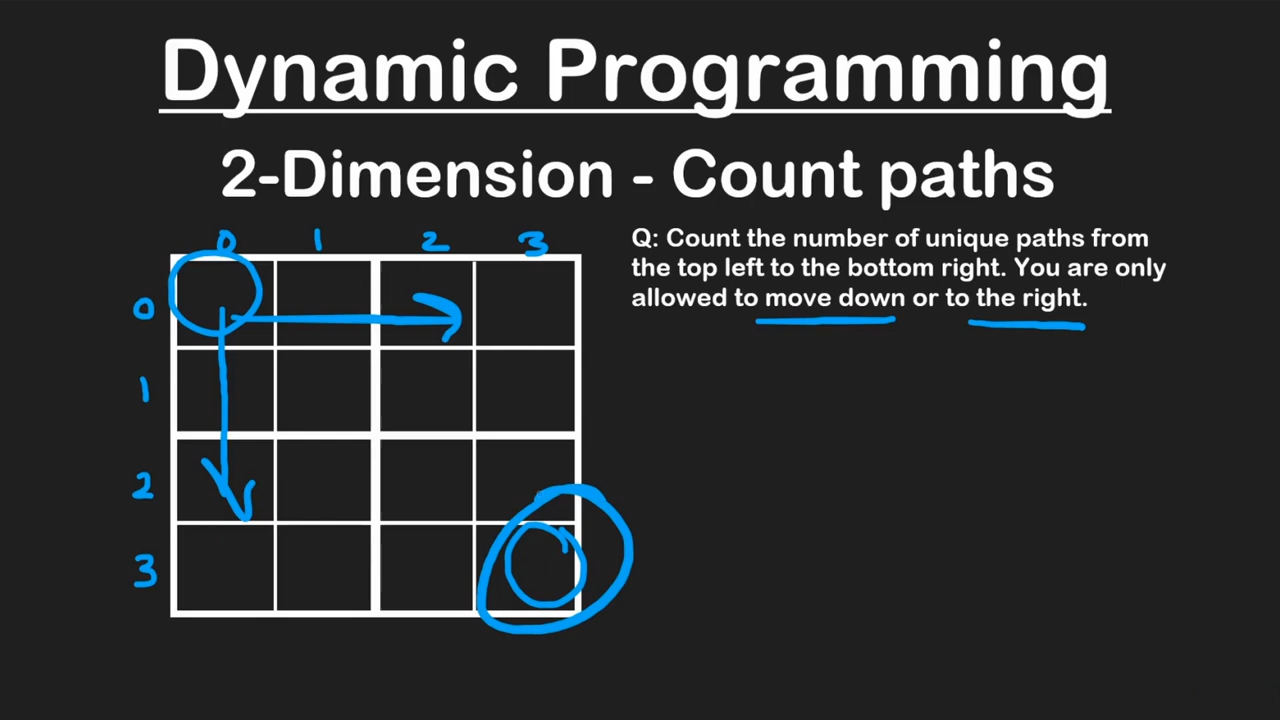 Dynamic Programming
2-Dimension - Count paths
Q: Count the number of unique paths from
the top left to the bottom right. You are only
allowed to move down or to the right.
0 1 2 3
0
1
2
3